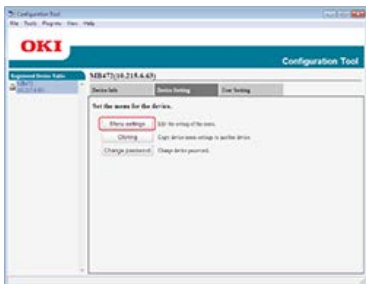 Configuration Tool
File Tools Plug-ins View Help
OKI
Configuration Tool
Registered Device Table
MB472
MB472(10.215.4.63)
Device Info Device Setting User Setting
Set the menu for the device.
Menu settings Edit the setting of the menu.
Cloning Copy device menu settings to another device.
Change password Change device password.